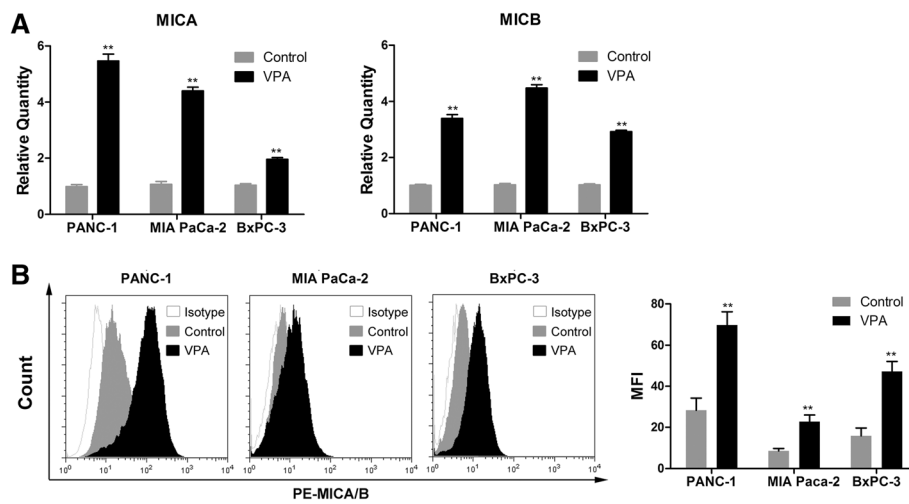 A
MICA
Relative Quantity
6
4
2
0
Control
VPA
**
**
**
PANC-1 MIA PaCa-2 BxPC-3
MICB
Relative Quantity
6
4
2
0
Control
VPA
**
**
**
PANC-1 MIA PaCa-2 BxPC-3
B
PANC-1
Isotype
Control
VPA
10⁰ 10¹ 10² 10³ 10⁴
MIA PaCa-2
Isotype
Control
VPA
10⁰ 10¹ 10² 10³ 10⁴
BxPC-3
Isotype
Control
VPA
10⁰ 10¹ 10² 10³ 10⁴
Count
PE-MICA/B
MFI
80
60
40
20
0
Control
VPA
**
**
**
PANC-1 MIA Paca-2 BxPC-3